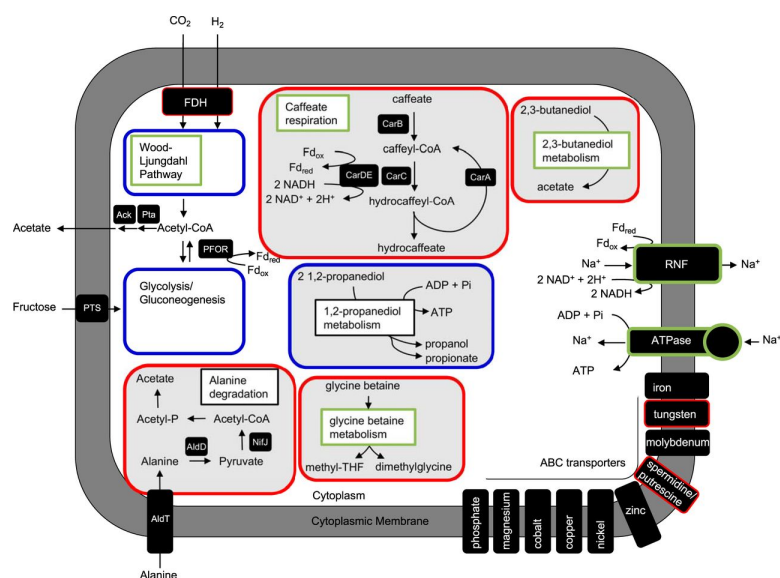 CO2
H2
FDH
Wood-
Ljungdahl
Pathway
Ack
Pta
Acetate
Acetyl-CoA
PFOR
Fdred
Fdox
Glycolysis/
Gluconeogenesis
Fructose
PTS
Caffeate
respiration
caffeate
CarB
caffeyl-CoA
Fdox
Fdred
2 NADH
2 NAD+ + 2H+
CarDE
CarC
CarA
hydrocaffeyl-CoA
hydrocaffeate
2,3-butanediol
2,3-butanediol
metabolism
acetate
Fdred
Fdox
Na+
RNF
Na+
2 NAD+ + 2H+
2 NADH
ADP + Pi
Na+
ATPase
Na+
ATP
2 1,2-propanediol
ADP + Pi
1,2-propanediol
metabolism
ATP
propanol
propionate
Acetate
Alanine
degradation
Acetyl-P
Acetyl-CoA
AldD
NifJ
Alanine
Pyruvate
glycine betaine
glycine betaine
metabolism
methyl-THF
dimethylglycine
iron
tungsten
molybdenum
ABC transporters
spermidine/
putrescine
zinc
nickel
copper
cobalt
magnesium
phosphate
Cytoplasm
Cytoplasmic Membrane
AldT
Alanine